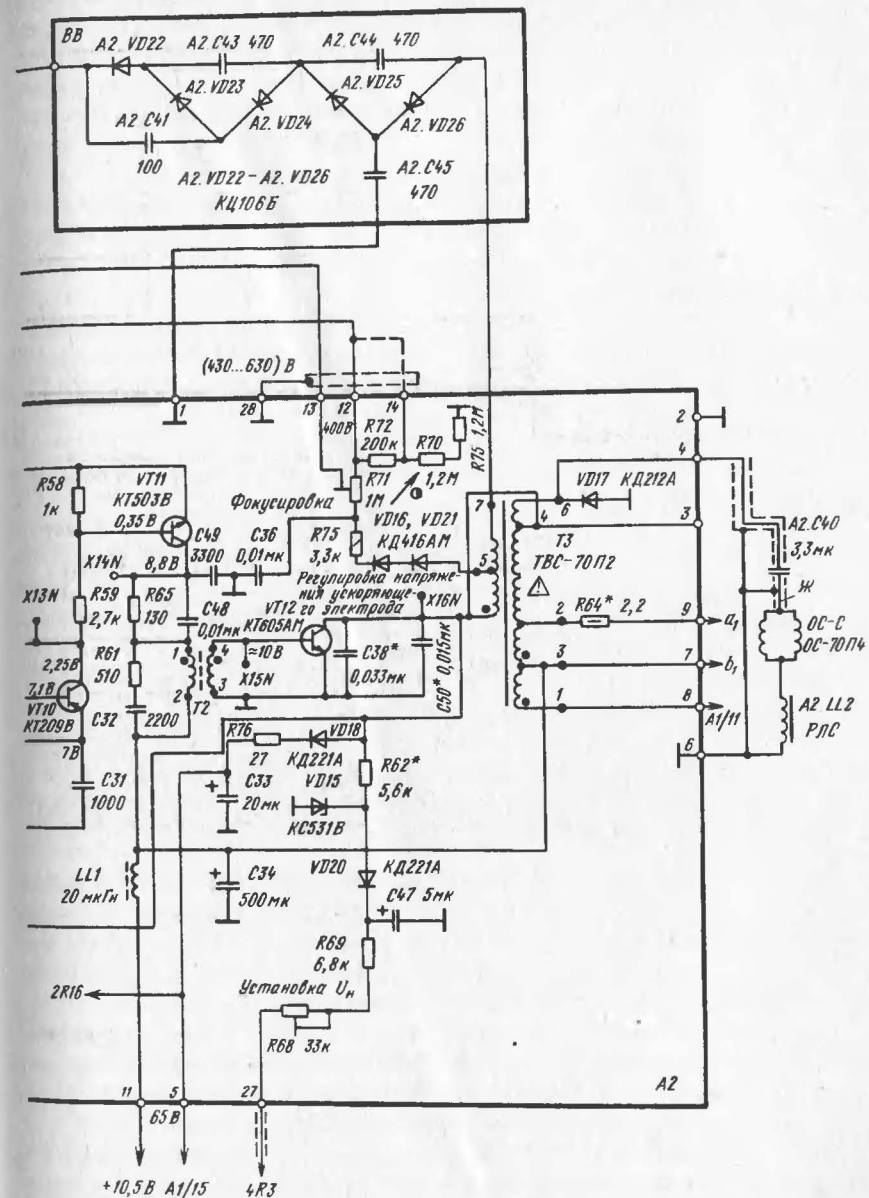 BB
A2.VD22
A2.C43 470
A2.C44 470
A2.VD23
A2.VD24
A2.VD25
A2.VD26
A2.C41
100
A2.C45
470
A2.VD22 – A2.VD26
КЦ106Б
(430...630) В
1
28
13
12
14
2
400В
R72
200к
R70
1,2М
R75 1,2М
4
R58
1к
VT11
КТ503В
0,35В
Фокусировка
R71
1М
VD16, VD21
КД416АМ
7
4
6
VD17
КД212А
3
C49
3300
C36
0,01мк
R75
3,3к
T3
ТВС-70П2
A2.C40
3,3мк
X14N
8,8В
5
Регулировка напряже-
ния ускоряюще-
го электрода
X13N
R59
2,7к
R65
130
C48
0,01мк
VT12
КТ605АМ
X16N
2
R64* 2,2
9
a₁
Ж
ОС-С
ОС-70П4
2,25В
R61
510
1
4
≈10В
X15N
C38*
0,033мк
C50* 0,015мк
3
7
b₁
7,1В
VT10
КТ209В
7В
C32
2200
2
3
T2
1
8
A1/11
A2 LL2
РЛС
R76
27
VD18
КД221А
R62*
5,6к
6
C31
1000
+
C33
20мк
VD15
КС531В
LL1
20мкГн
+
C34
500мк
VD20
КД221А
+
C47 5мк
R69
6,8к
2R16
Установка Uн
R68 33к
A2
11
5
27
65В
+10,5В
A1/15
4R3